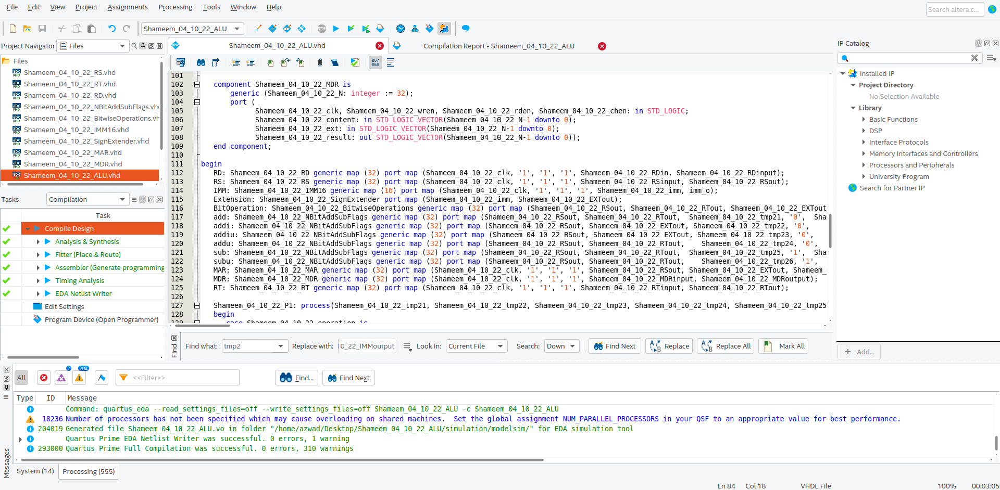 File Edit View Project Assignments Processing Tools Window Help
Search altera.c...
Shameem_04_10_22_ALU
STOP
Project Navigator Files
Files
Shameem_04_10_22_RS.vhd
Shameem_04_10_22_RT.vhd
Shameem_04_10_22_RD.vhd
Shameem_04_10_22_NBitAddSubFlags.vh
Shameem_04_10_22_BitwiseOperations.vh
Shameem_04_10_22_IMM16.vhd
Shameem_04_10_22_SignExtender.vhd
Shameem_04_10_22_MAR.vhd
Shameem_04_10_22_MDR.vhd
Shameem_04_10_22_ALU.vhd
Tasks Compilation
Task
Compile Design
Analysis & Synthesis
Fitter (Place & Route)
Assembler (Generate programming
Timing Analysis
EDA Netlist Writer
Edit Settings
Program Device (Open Programmer)
Shameem_04_10_22_ALU.vhd
Compilation Report - Shameem_04_10_22_ALU
267
268
101
102 component Shameem_04_10_22_MDR is
103 generic (Shameem_04_10_22_N: integer := 32);
104 port (
105 Shameem_04_10_22_clk, Shameem_04_10_22_wren, Shameem_04_10_22_rden, Shameem_04_10_22_chen: in STD_LOGIC;
106 Shameem_04_10_22_content: in STD_LOGIC_VECTOR(Shameem_04_10_22_N-1 downto 0);
107 Shameem_04_10_22_ext: in STD_LOGIC_VECTOR(Shameem_04_10_22_N-1 downto 0);
108 Shameem_04_10_22_result: out STD_LOGIC_VECTOR(Shameem_04_10_22_N-1 downto 0));
109 end component;
110
111 begin
112 RD: Shameem_04_10_22_RD generic map (32) port map (Shameem_04_10_22_clk, '1', '1', '1', Shameem_04_10_22_RDin, Shameem_04_10_22_RDinput);
113 RS: Shameem_04_10_22_RS generic map (32) port map (Shameem_04_10_22_clk, '1', '1', '1', Shameem_04_10_22_RSinput, Shameem_04_10_22_RSout);
114 IMM: Shameem_04_10_22_IMM16 generic map (16) port map (Shameem_04_10_22_clk, '1', '1', '1', Shameem_04_10_22_imm, imm_o);
115 Extension: Shameem_04_10_22_SignExtender port map (Shameem_04_10_22_imm, Shameem_04_10_22_EXTout);
116 BitOperation: Shameem_04_10_22_BitwiseOperations generic map (32) port map (Shameem_04_10_22_RSout, Shameem_04_10_22_RTout, Shameem_04_10_22_EXTout
117 add: Shameem_04_10_22_NBitAddSubFlags generic map (32) port map (Shameem_04_10_22_RSout, Shameem_04_10_22_RTout, Shameem_04_10_22_tmp21, '0', Sha
118 addi: Shameem_04_10_22_NBitAddSubFlags generic map (32) port map (Shameem_04_10_22_RSout, Shameem_04_10_22_EXTout, Shameem_04_10_22_tmp22, '0',
119 addiu: Shameem_04_10_22_NBitAddSubFlags generic map (32) port map (Shameem_04_10_22_RSout, Shameem_04_10_22_EXTout, Shameem_04_10_22_tmp23, '0',
120 addu: Shameem_04_10_22_NBitAddSubFlags generic map (32) port map (Shameem_04_10_22_RSout, Shameem_04_10_22_RTout, Shameem_04_10_22_tmp24, '0',
121 sub: Shameem_04_10_22_NBitAddSubFlags generic map (32) port map (Shameem_04_10_22_RSout, Shameem_04_10_22_RTout, Shameem_04_10_22_tmp25, '1', Sha
122 subu: Shameem_04_10_22_NBitAddSubFlags generic map (32) port map (Shameem_04_10_22_RSout, Shameem_04_10_22_RTout, Shameem_04_10_22_tmp26, '1',
123 MAR: Shameem_04_10_22_MAR generic map (32) port map (Shameem_04_10_22_clk, '1', '1', '1', Shameem_04_10_22_RSout, Shameem_04_10_22_EXTout, Shameem_
124 MDR: Shameem_04_10_22_MDR generic map (32) port map (Shameem_04_10_22_clk, '1', '1', '1', Shameem_04_10_22_MDRinput, Shameem_04_10_22_MDRoutput);
125 RT: Shameem_04_10_22_RT generic map (32) port map (Shameem_04_10_22_clk, '1', '1', '1', Shameem_04_10_22_RTinput, Shameem_04_10_22_RTout);
126
127 Shameem_04_10_22_P1: process(Shameem_04_10_22_tmp21, Shameem_04_10_22_tmp22, Shameem_04_10_22_tmp23, Shameem_04_10_22_tmp24, Shameem_04_10_22_tmp25
128 begin
129 case Shameem_04_10_22_operation is
Find
Find what: tmp2 Replace with: 10_22_IMMoutput Look in: Current File Search: Down Find Next Replace Replace All Mark All
IP Catalog
Installed IP
Project Directory
No Selection Available
Library
Basic Functions
DSP
Interface Protocols
Memory Interfaces and Controllers
Processors and Peripherals
University Program
Search for Partner IP
+ Add...
Messages
All 7 204 <<Filter>> Find... Find Next
Type ID Message
Command: quartus_eda --read_settings_files=off --write_settings_files=off Shameem_04_10_22_ALU -c Shameem_04_10_22_ALU
18236 Number of processors has not been specified which may cause overloading on shared machines. Set the global assignment NUM_PARALLEL_PROCESSORS in your QSF to an appropriate value for best performance.
204019 Generated file Shameem_04_10_22_ALU.vo in folder "/home/azwad/Desktop/Shameem_04_10_22_ALU/simulation/modelsim/" for EDA simulation tool
Quartus Prime EDA Netlist Writer was successful. 0 errors, 1 warning
293000 Quartus Prime Full Compilation was successful. 0 errors, 310 warnings
System (14) Processing (555)
Ln 84 Col 18 VHDL File 100% 00:03:05